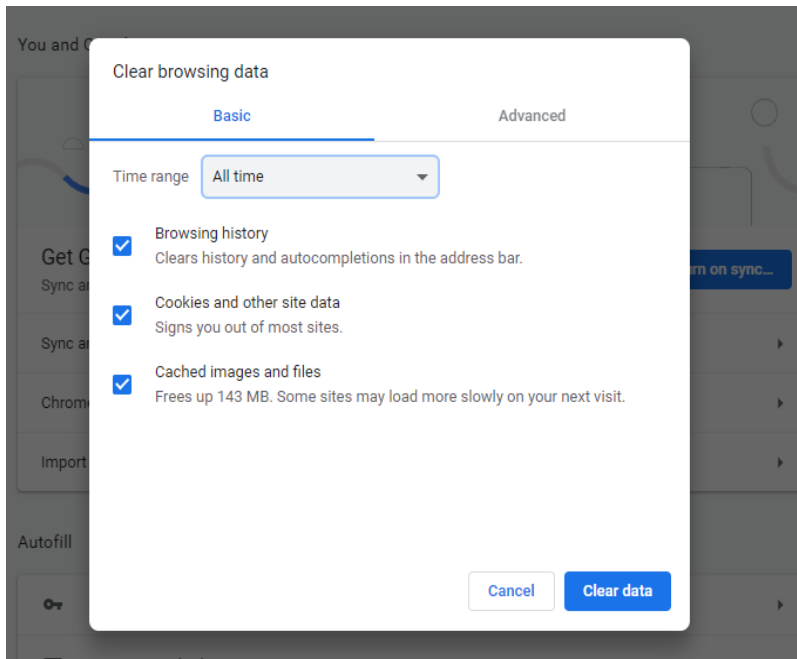 You and G
Clear browsing data
Basic
Advanced
Time range
All time
Browsing history
Clears history and autocompletions in the address bar.
Get G
rn on sync...
Sync a
Cookies and other site data
Signs you out of most sites.
Sync a
Cached images and files
Frees up 143 MB. Some sites may load more slowly on your next visit.
Chrom
Import
Autofill
Cancel
Clear data